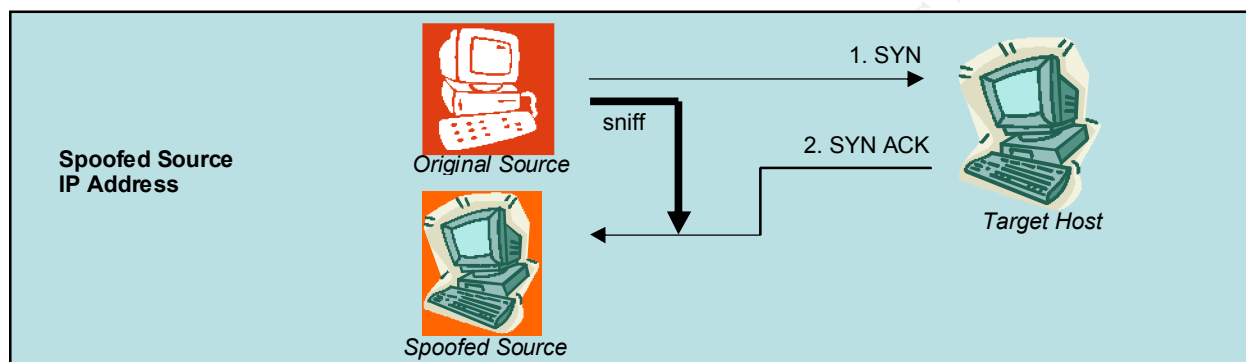 1. SYN
sniff
2. SYN ACK
Original Source
Spoofed Source
IP Address
Target Host
Spoofed Source